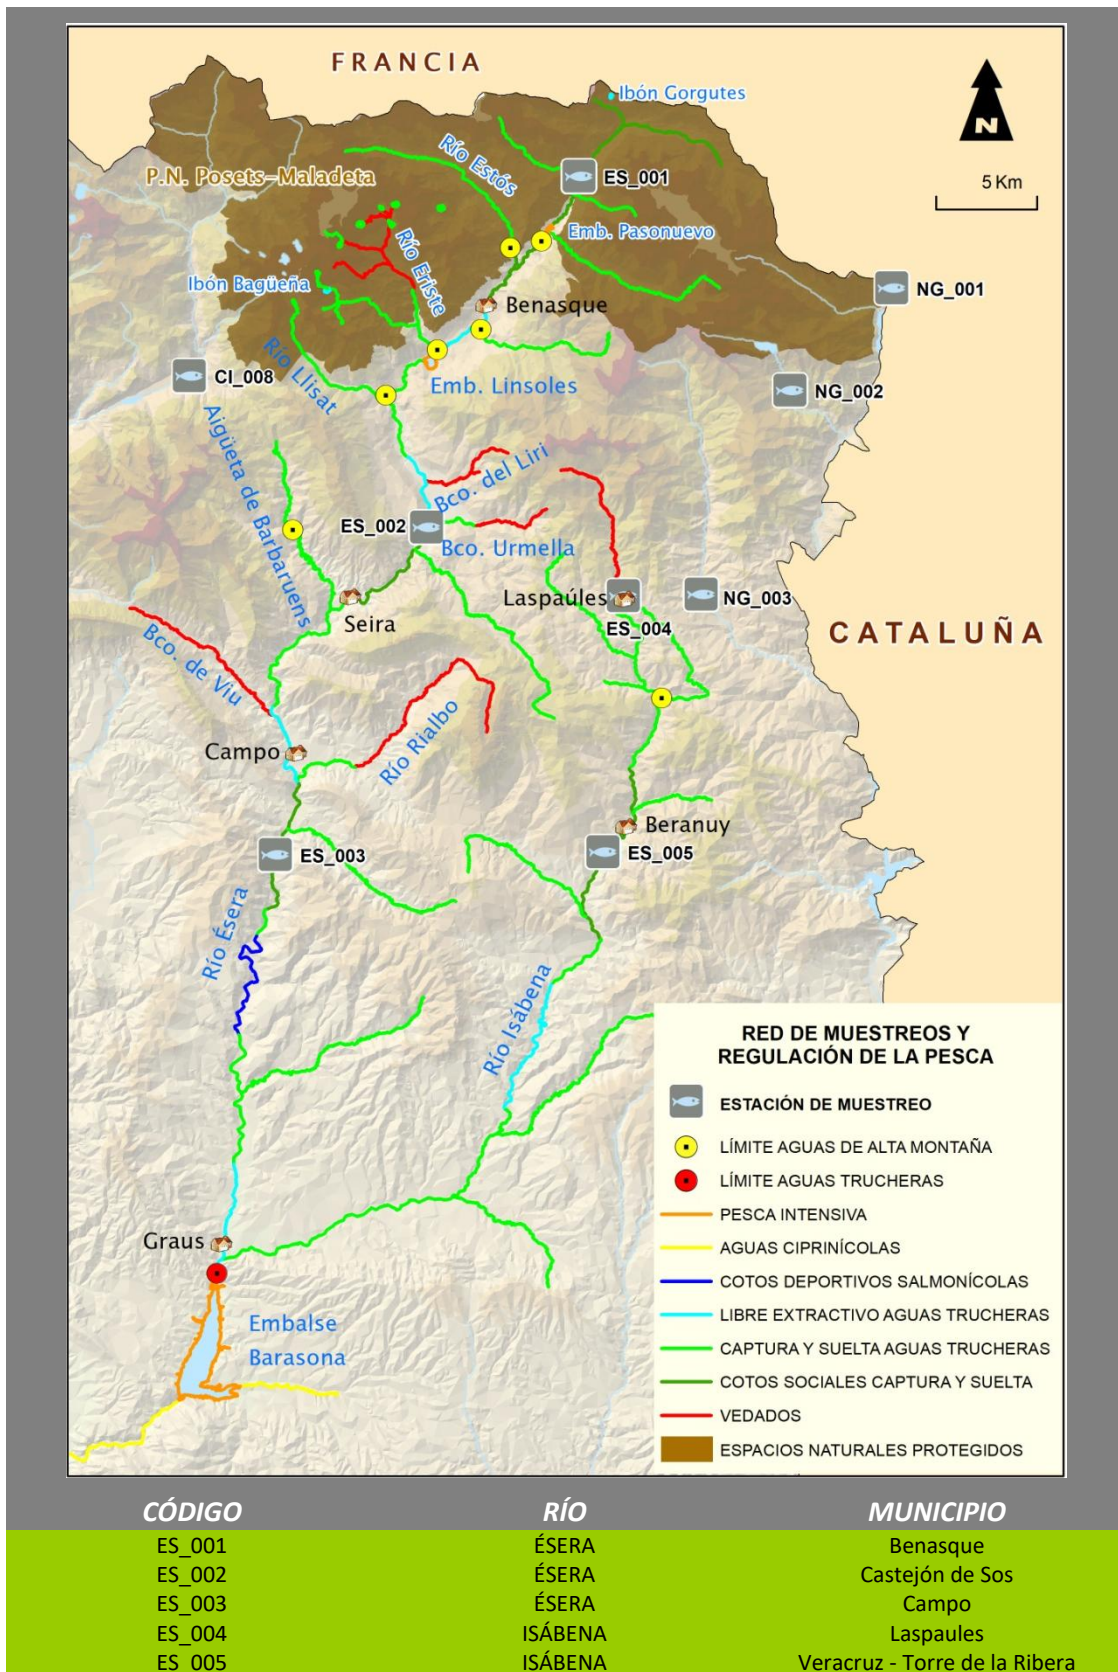 FRANCIA
Ibón Gorgutes
N
Río Estós
P.N. Posets-Maladeta
ES_001
5 Km
Emb. Pasonuevo
Río Eriste
Ibón Bagüeña
NG_001
Benasque
Río Llisat
CI_008
Emb. Linsoles
NG_002
Aigüeta de Barbaruens
Bco. del Liri
ES_002
Bco. Urmella
Laspaúles
NG_003
Seira
ES_004
CATALUÑA
Bco. de Viu
Río Rialbo
Campo
Beranuy
ES_003
ES_005
Río Ésera
Río Isábena
RED DE MUESTREOS Y
REGULACIÓN DE LA PESCA
ESTACIÓN DE MUESTREO
LÍMITE AGUAS DE ALTA MONTAÑA
LÍMITE AGUAS TRUCHERAS
PESCA INTENSIVA
AGUAS CIPRINÍCOLAS
COTOS DEPORTIVOS SALMONÍCOLAS
LIBRE EXTRACTIVO AGUAS TRUCHERAS
CAPTURA Y SUELTA AGUAS TRUCHERAS
COTOS SOCIALES CAPTURA Y SUELTA
VEDADOS
ESPACIOS NATURALES PROTEGIDOS
Graus
Embalse
Barasona
CÓDIGO RÍO MUNICIPIO
ES_001 ÉSERA Benasque
ES_002 ÉSERA Castejón de Sos
ES_003 ÉSERA Campo
ES_004 ISÁBENA Laspaules
ES_005 ISÁBENA Veracruz - Torre de la Ribera